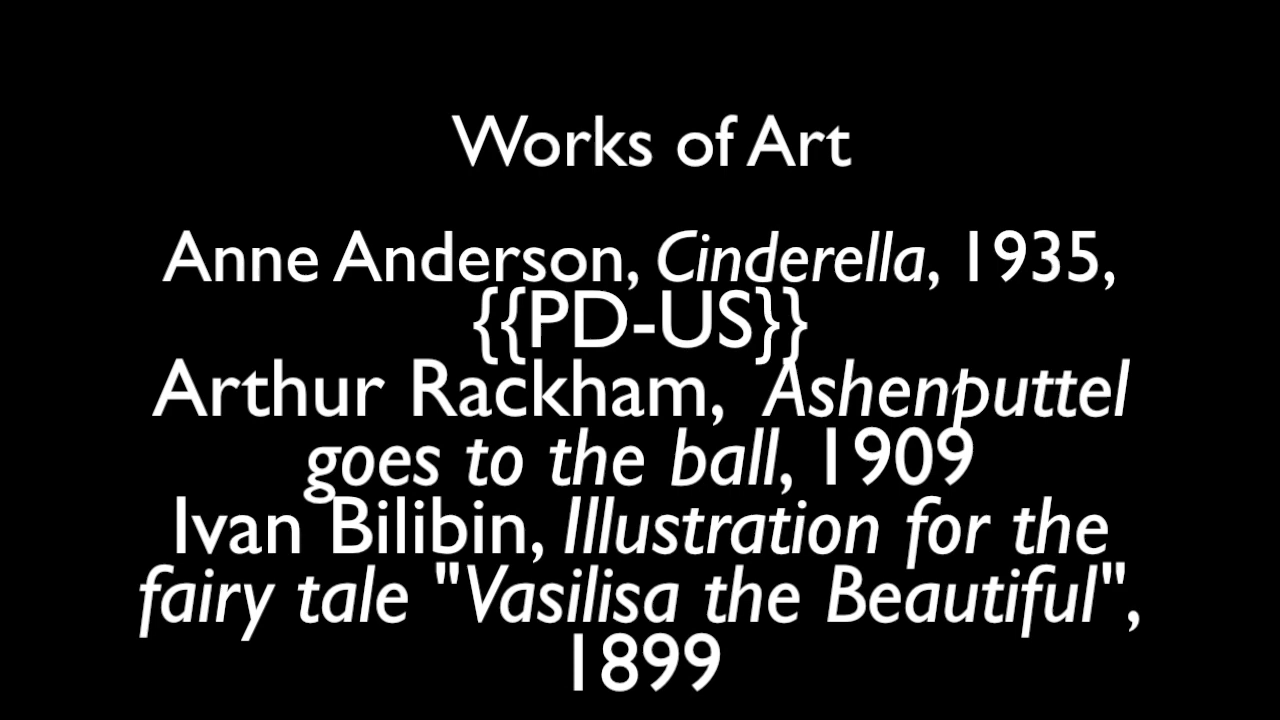 Works of Art
Anne Anderson, Cinderella, 1935,
{{PD-US}}
Arthur Rackham, Ashenputtel
goes to the ball, 1909
Ivan Bilibin, Illustration for the
fairy tale "Vasilisa the Beautiful",
1899